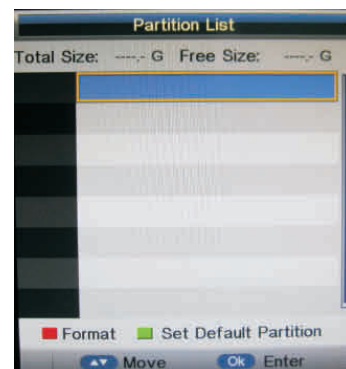 Partition List
Total Size: ----.- G Free Size: ----.- G
Format Set Default Partition
Move Ok Enter